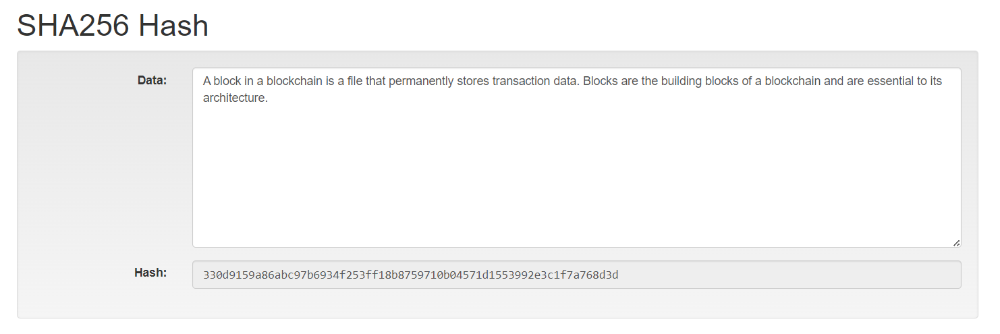 SHA256 Hash
Data:
A block in a blockchain is a file that permanently stores transaction data. Blocks are the building blocks of a blockchain and are essential to its
architecture.
Hash:
330d9159a86abc97b6934f253ff18b8759710b04571d1553992e3c1f7a768d3d